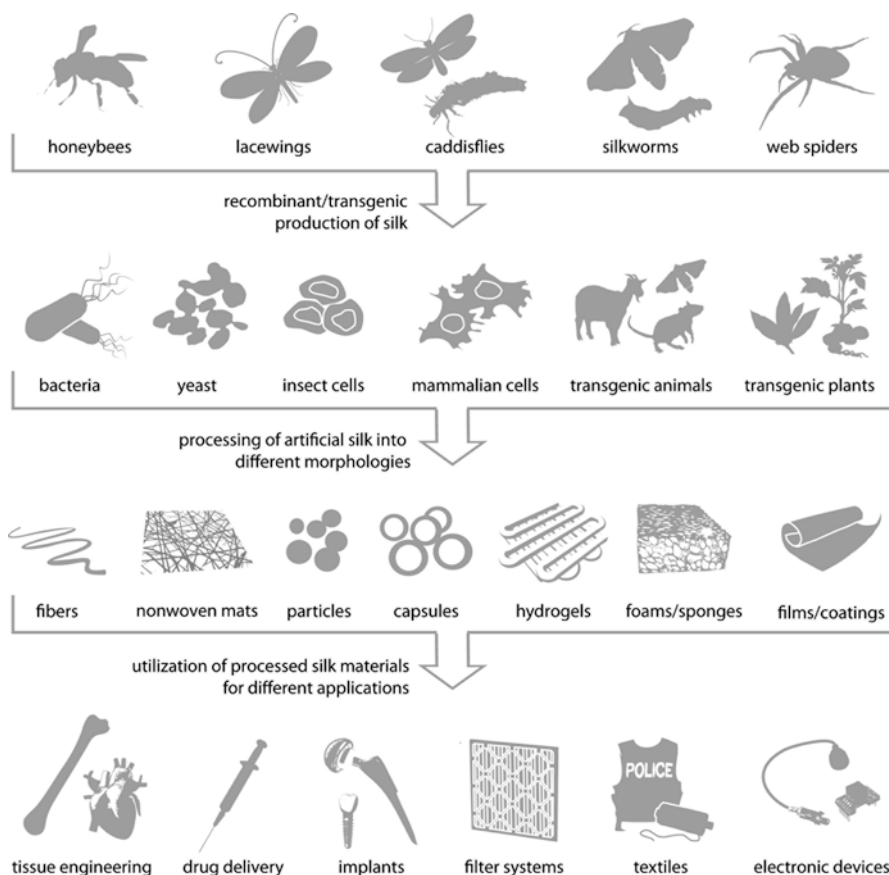 honeybees lacewings caddisflies silkworms web spiders
recombinant/transgenic
production of silk
bacteria yeast insect cells mammalian cells transgenic animals transgenic plants
processing of artificial silk into
different morphologies
fibers nonwoven mats particles capsules hydrogels foams/sponges films/coatings
utilization of processed silk materials
for different applications
POLICE
tissue engineering drug delivery implants filter systems textiles electronic devices